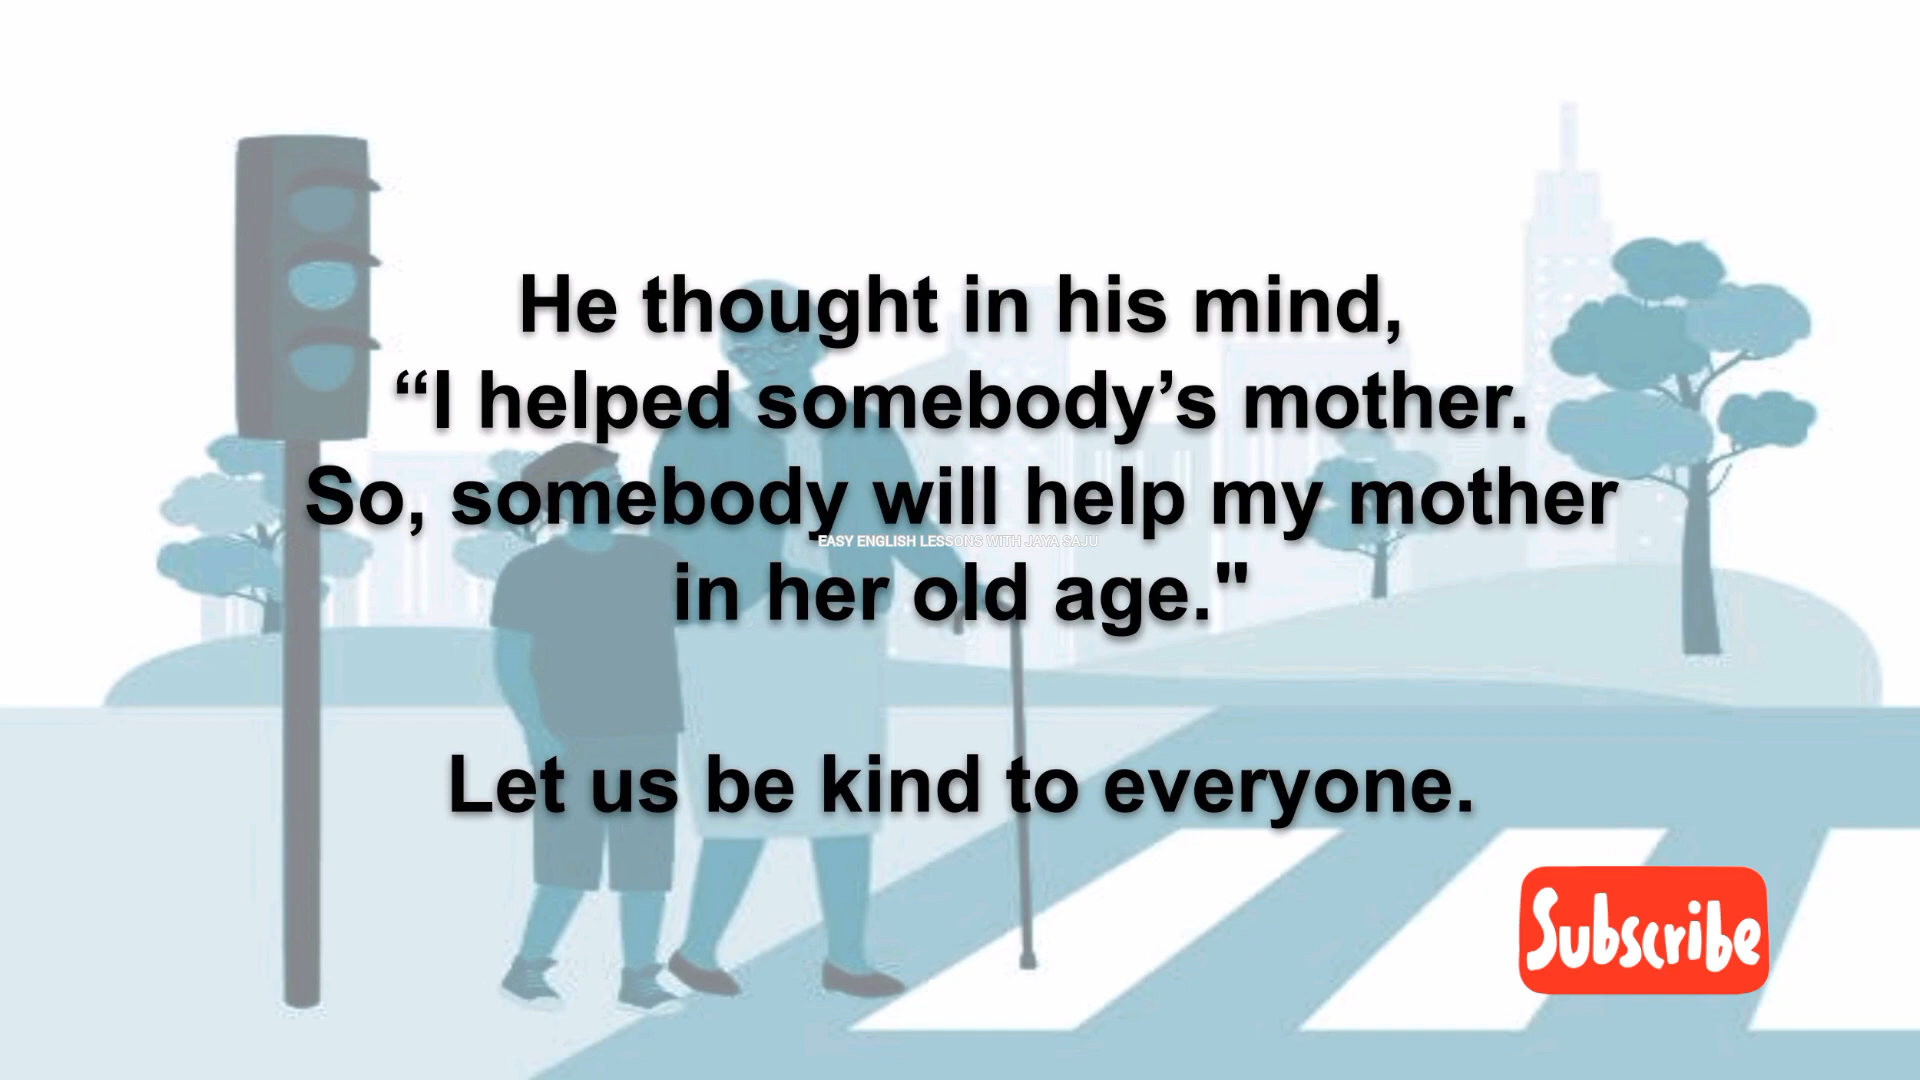 He thought in his mind,
“I helped somebody’s mother.
So, somebody will help my mother
EASY ENGLISH LESSONS WITH JAYA SAJU
in her old age."
Let us be kind to everyone.
Subscribe